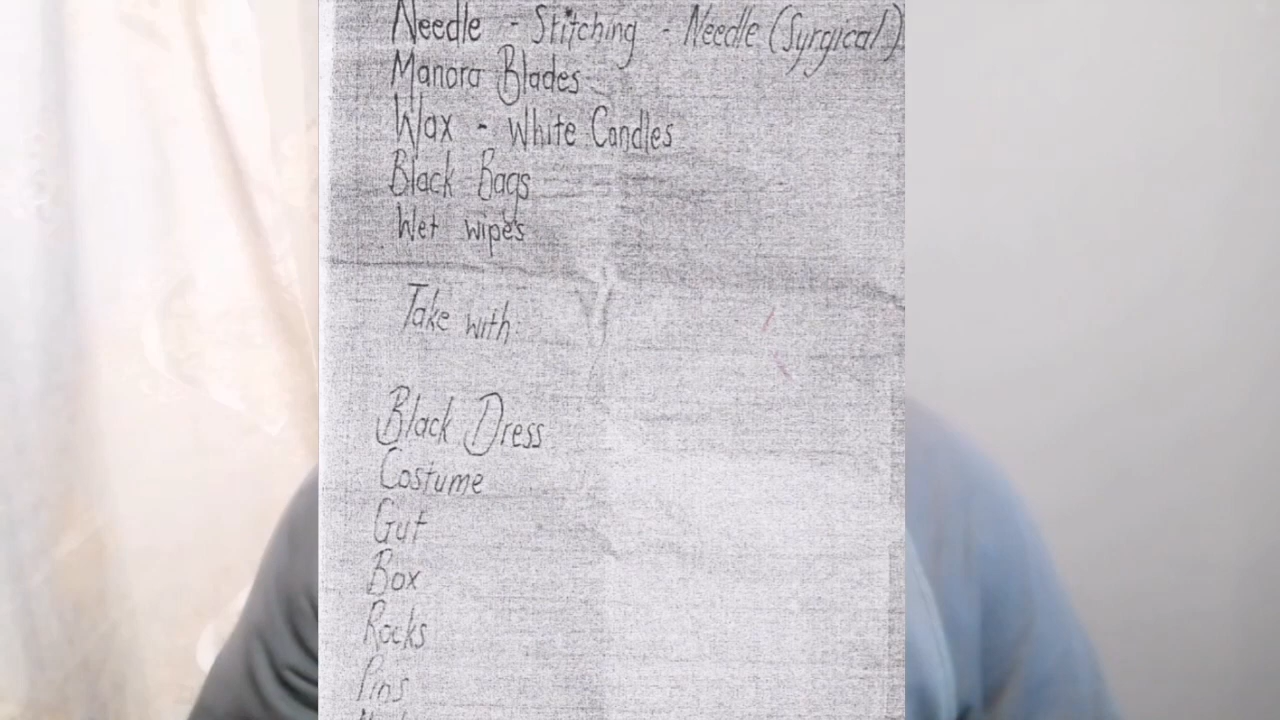 Needle - Stitching - Needle (Syrgical)
Manora Blades
Wax - White Candles
Black Bags
Wet wipes
Take with:
Black Dress
Costume
Gut
Box
Rocks
Pins